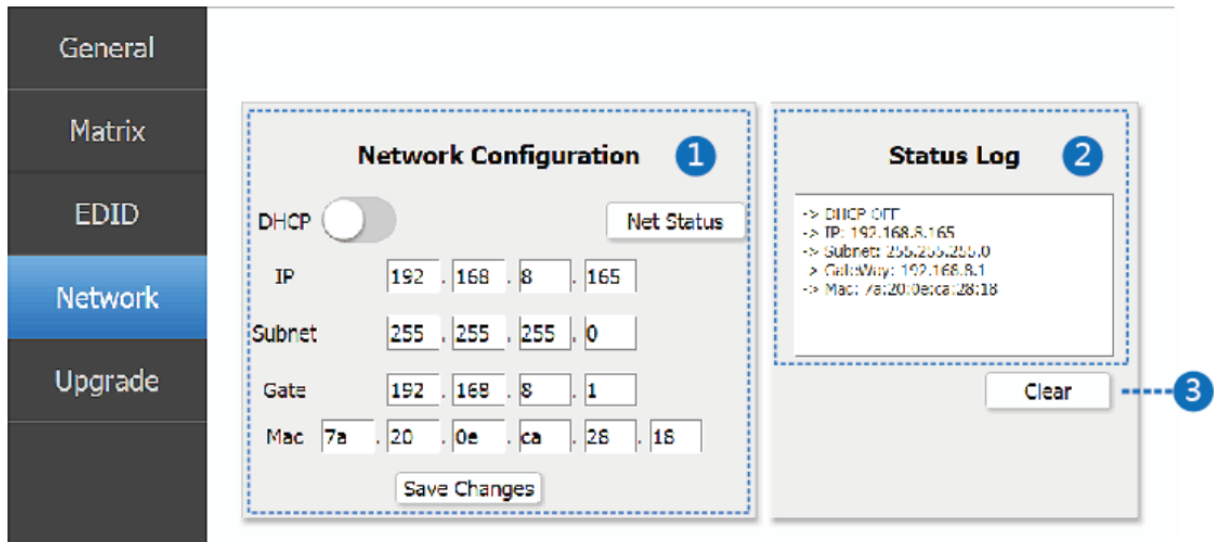 General
Matrix
EDID
Network
Upgrade
Network Configuration 1
DHCP Net Status
IP 192 . 168 . 8 . 165
Subnet 255 . 255 . 255 . 0
Gate 192 . 168 . 8 . 1
Mac 7a . 20 . 0e . ca . 28 . 18
Save Changes
Status Log 2
-> DHCP OFF
-> IP: 192.168.8.165
-> Subnet: 255.255.255.0
-> GateWay: 192.168.8.1
-> Mac: 7a:20:0e:ca:28:18
Clear 3